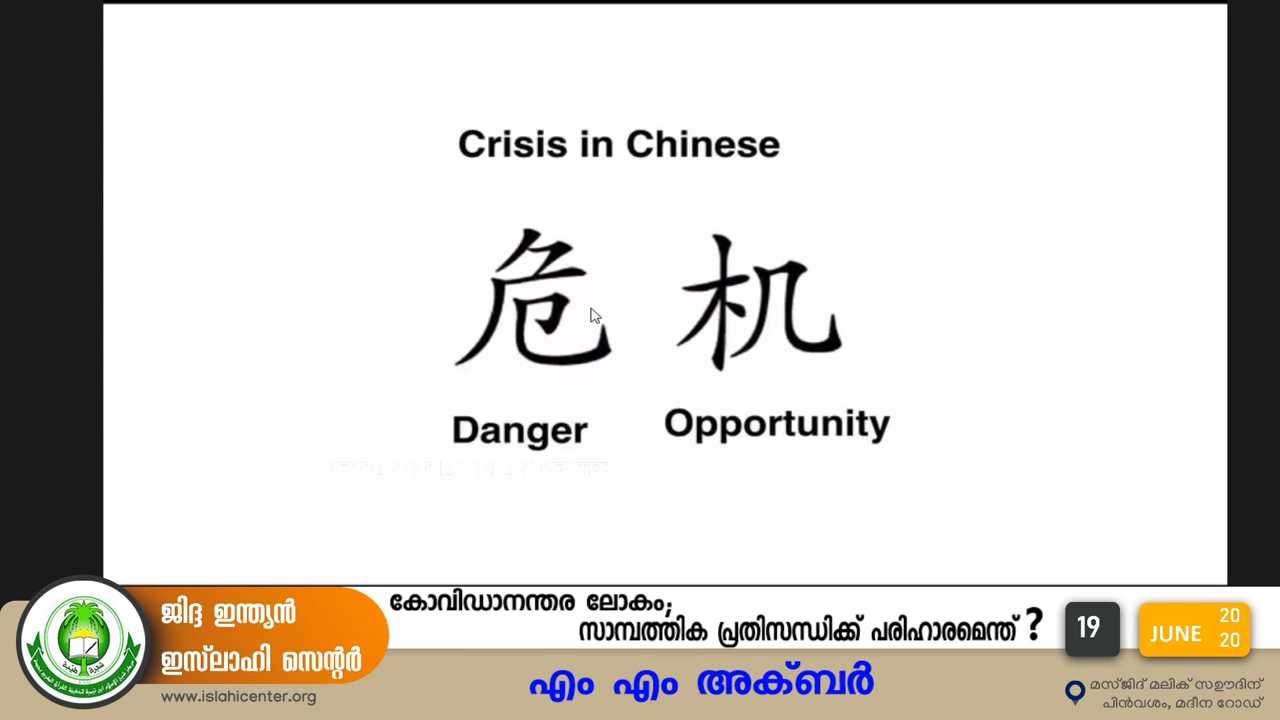 Crisis in Chinese
危 机
Danger Opportunity
ജിദ്ദ ഇന്ത്യൻ
ഇസ്‌ലാഹി സെന്റർ
www.islahicenter.org
കോവിഡാനന്തര ലോകം;
സാമ്പത്തിക പ്രതിസന്ധിക്ക് പരിഹാരമെന്ത് ?
എം എം അക്ബർ
19
JUNE
20
20
മസ്ജിദ് മലിക് സഊദിന്
പിൻവശം, മദീന റോഡ്